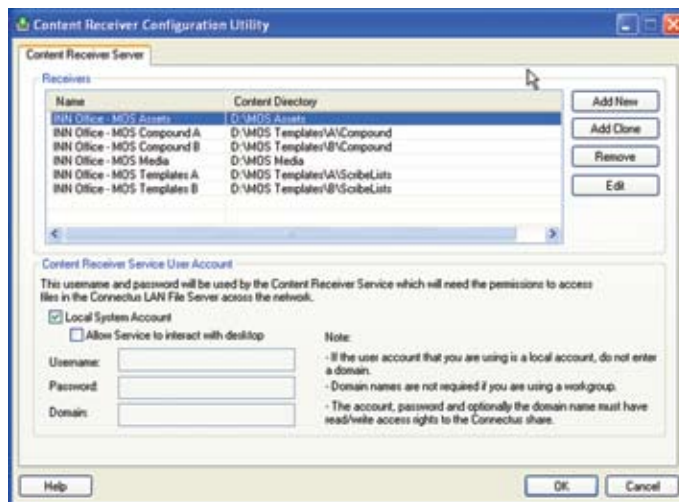 Content Receiver Configuration Utility
Content Receiver Server
Receivers
Name Content Directory
INN Office - MOS Assets D:\MOS Assets
INN Office - MOS Compound A D:\MOS Templates\A\Compound
INN Office - MOS Compound B D:\MOS Templates\B\Compound
INN Office - MOS Media D:\MOS Media
INN Office - MOS Templates A D:\MOS Templates\A\ScribeLists
INN Office - MOS Templates B D:\MOS Templates\B\ScribeLists
Add New
Add Clone
Remove
Edit
Content Receiver Service User Account
This username and password will be used by the Content Receiver Service which will need the permissions to access
files in the Connectus LAN File Server across the network.
Local System Account
Allow Service to interact with desktop
Username:
Password:
Domain:
Note:
- If the user account that you are using is a local account, do not enter
a domain.
- Domain names are not required if you are using a workgroup.
- The account, password and optionally the domain name must have
read/write access rights to the Connectus share.
Help
OK
Cancel